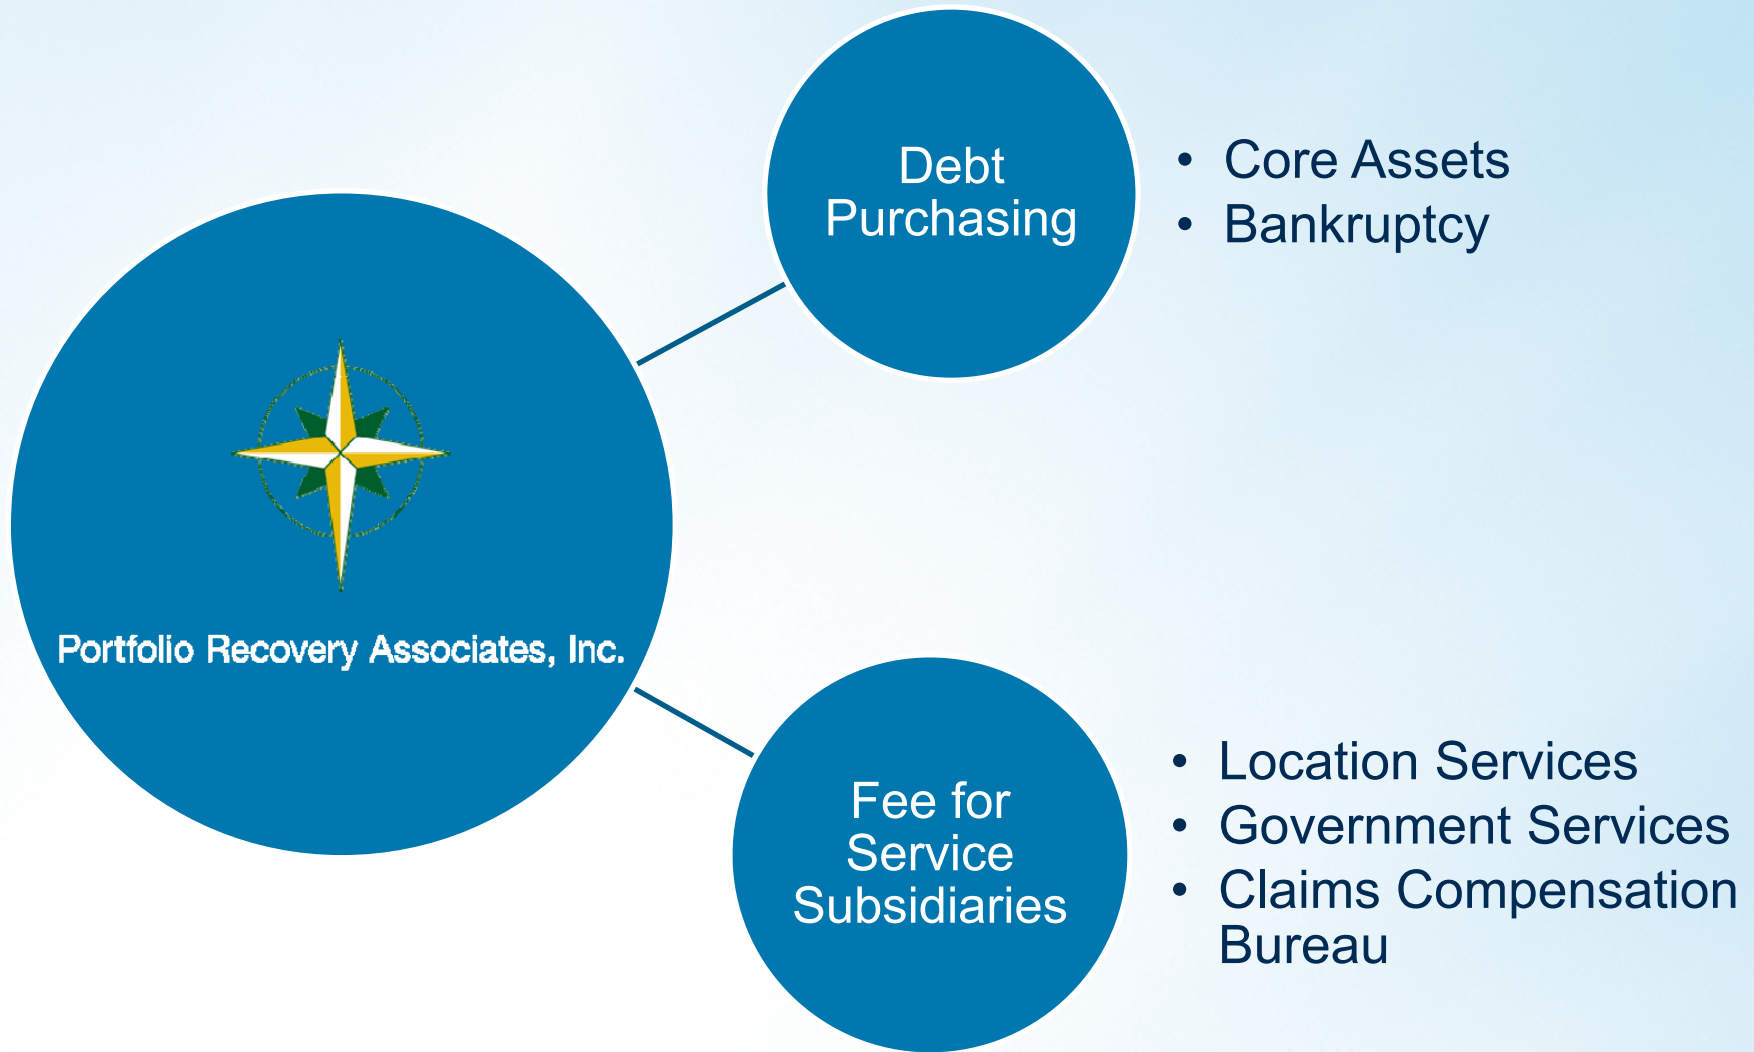 Portfolio Recovery Associates, Inc.
Debt
Purchasing
• Core Assets
• Bankruptcy
Fee for
Service
Subsidiaries
• Location Services
• Government Services
• Claims Compensation
Bureau